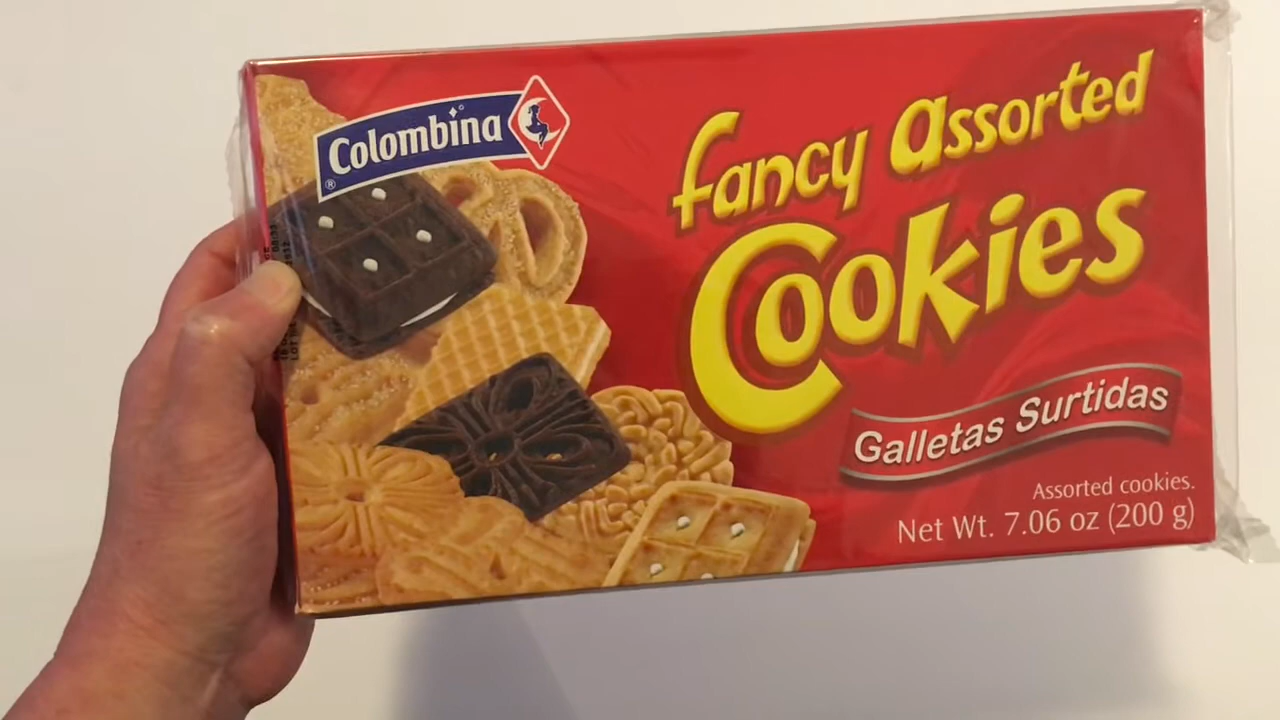 Colombina
®
fancy assorted
Cookies
Galletas Surtidas
Assorted cookies.
Net Wt. 7.06 oz (200 g)